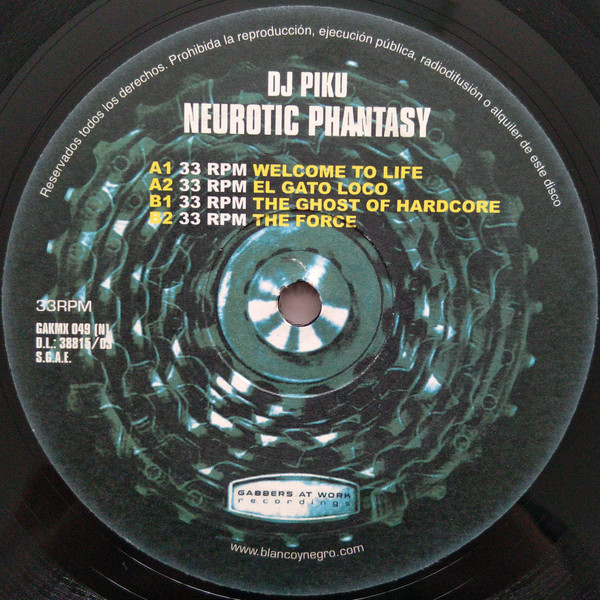 Reservados todos los derechos. Prohibida la reproducción, ejecución pública, radiodifusión o alquiler de este disco
DJ PIKU
NEUROTIC PHANTASY
A1 33 RPM WELCOME TO LIFE
A2 33 RPM EL GATO LOCO
B1 33 RPM THE GHOST OF HARDCORE
B2 33 RPM THE FORCE
33RPM
GAKMX 049 (N)
D.L.: 38815/03
S.G.A.E.
GABBERS AT WORK
recordings
www.blancoynegro.com